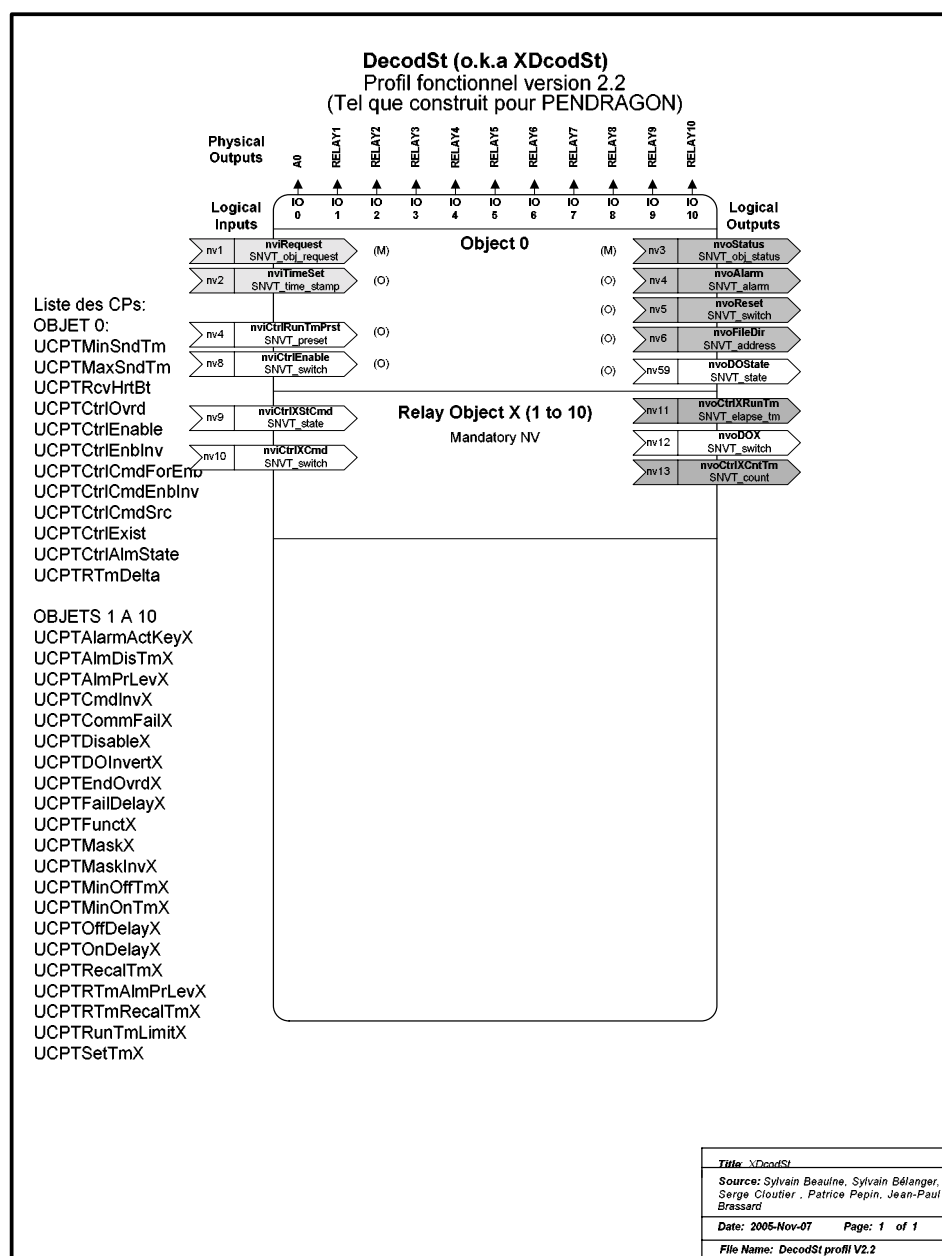 DecodSt (o.k.a XDcodSt)
Profil fonctionnel version 2.2
(Tel que construit pour PENDRAGON)
Physical
Outputs
A0
RELAY1
RELAY2
RELAY3
RELAY4
RELAY5
RELAY6
RELAY7
RELAY8
RELAY9
RELAY10
IO 0
IO 1
IO 2
IO 3
IO 4
IO 5
IO 6
IO 7
IO 8
IO 9
IO 10
Logical
Inputs
Logical
Outputs
Object 0
nv1
nviRequest
SNVT_obj_request
(M)
(M)
nv3
nvoStatus
SNVT_obj_status
nv2
nviTimeSet
SNVT_time_stamp
(O)
(O)
nv4
nvoAlarm
SNVT_alarm
(O)
nv5
nvoReset
SNVT_switch
nv4
nviCtrlRunTmPrst
SNVT_preset
(O)
(O)
nv6
nvoFileDir
SNVT_address
nv8
nviCtrlEnable
SNVT_switch
(O)
(O)
nv59
nvoDOState
SNVT_state
Relay Object X (1 to 10)
Mandatory NV
nv9
nviCtrlXStCmd
SNVT_state
nv11
nvoCtrlXRunTm
SNVT_elapse_tm
nv10
nviCtrlXCmd
SNVT_switch
nv12
nvoDOX
SNVT_switch
nv13
nvoCtrlXCntTm
SNVT_count
Liste des CPs:
OBJET 0:
UCPTMinSndTm
UCPTMaxSndTm
UCPTRcvHrtBt
UCPTCtrlOvrd
UCPTCtrlEnable
UCPTCtrlEnbInv
UCPTCtrlCmdForEnb
UCPTCtrlCmdEnbInv
UCPTCtrlCmdSrc
UCPTCtrlExist
UCPTCtrlAlmState
UCPTRTmDelta
OBJETS 1 A 10
UCPTAlarmActKeyX
UCPTAlmDisTmX
UCPTAlmPrLevX
UCPTCmdInvX
UCPTCommFailX
UCPTDisableX
UCPTDOInvertX
UCPTEndOvrdX
UCPTFailDelayX
UCPTFunctX
UCPTMaskX
UCPTMaskInvX
UCPTMinOffTmX
UCPTMinOnTmX
UCPTOffDelayX
UCPTOnDelayX
UCPTRecalTmX
UCPTRTmAlmPrLevX
UCPTRTmRecalTmX
UCPTRunTmLimitX
UCPTSetTmX
Title: XDcodSt
Source: Sylvain Beaulne, Sylvain Bélanger,
Serge Cloutier , Patrice Pepin, Jean-Paul
Brassard
Date: 2005-Nov-07 Page: 1 of 1
File Name: DecodSt profil V2.2